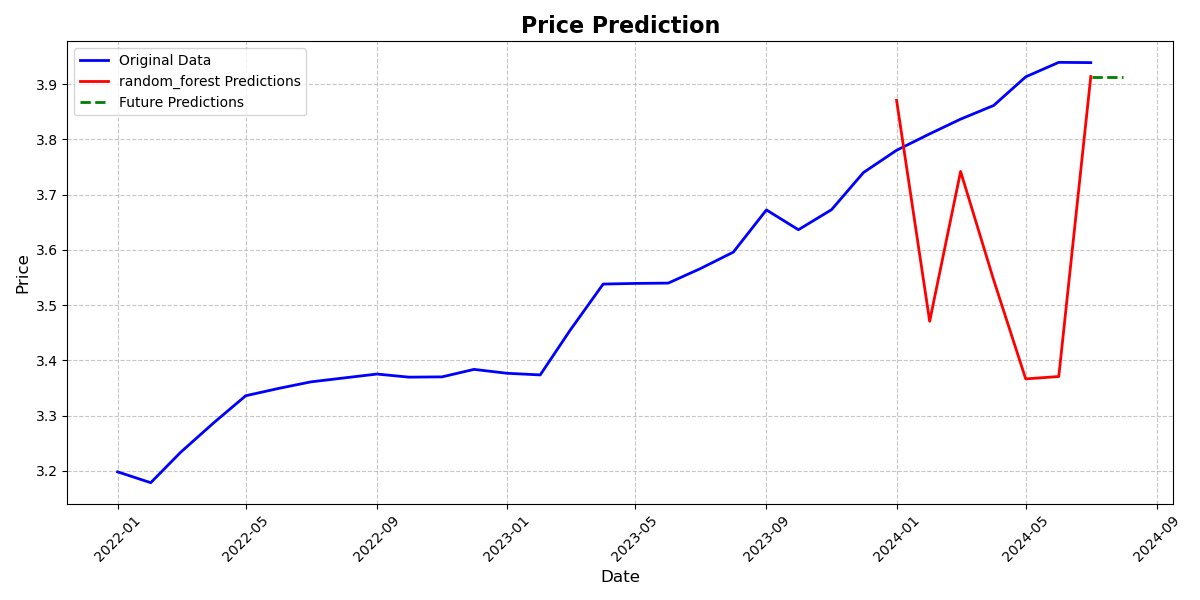 Price Prediction
Original Data
random_forest Predictions
Future Predictions
Price
3.9
3.8
3.7
3.6
3.5
3.4
3.3
3.2
2022-01
2022-05
2022-09
2023-01
2023-05
2023-09
2024-01
2024-05
2024-09
Date